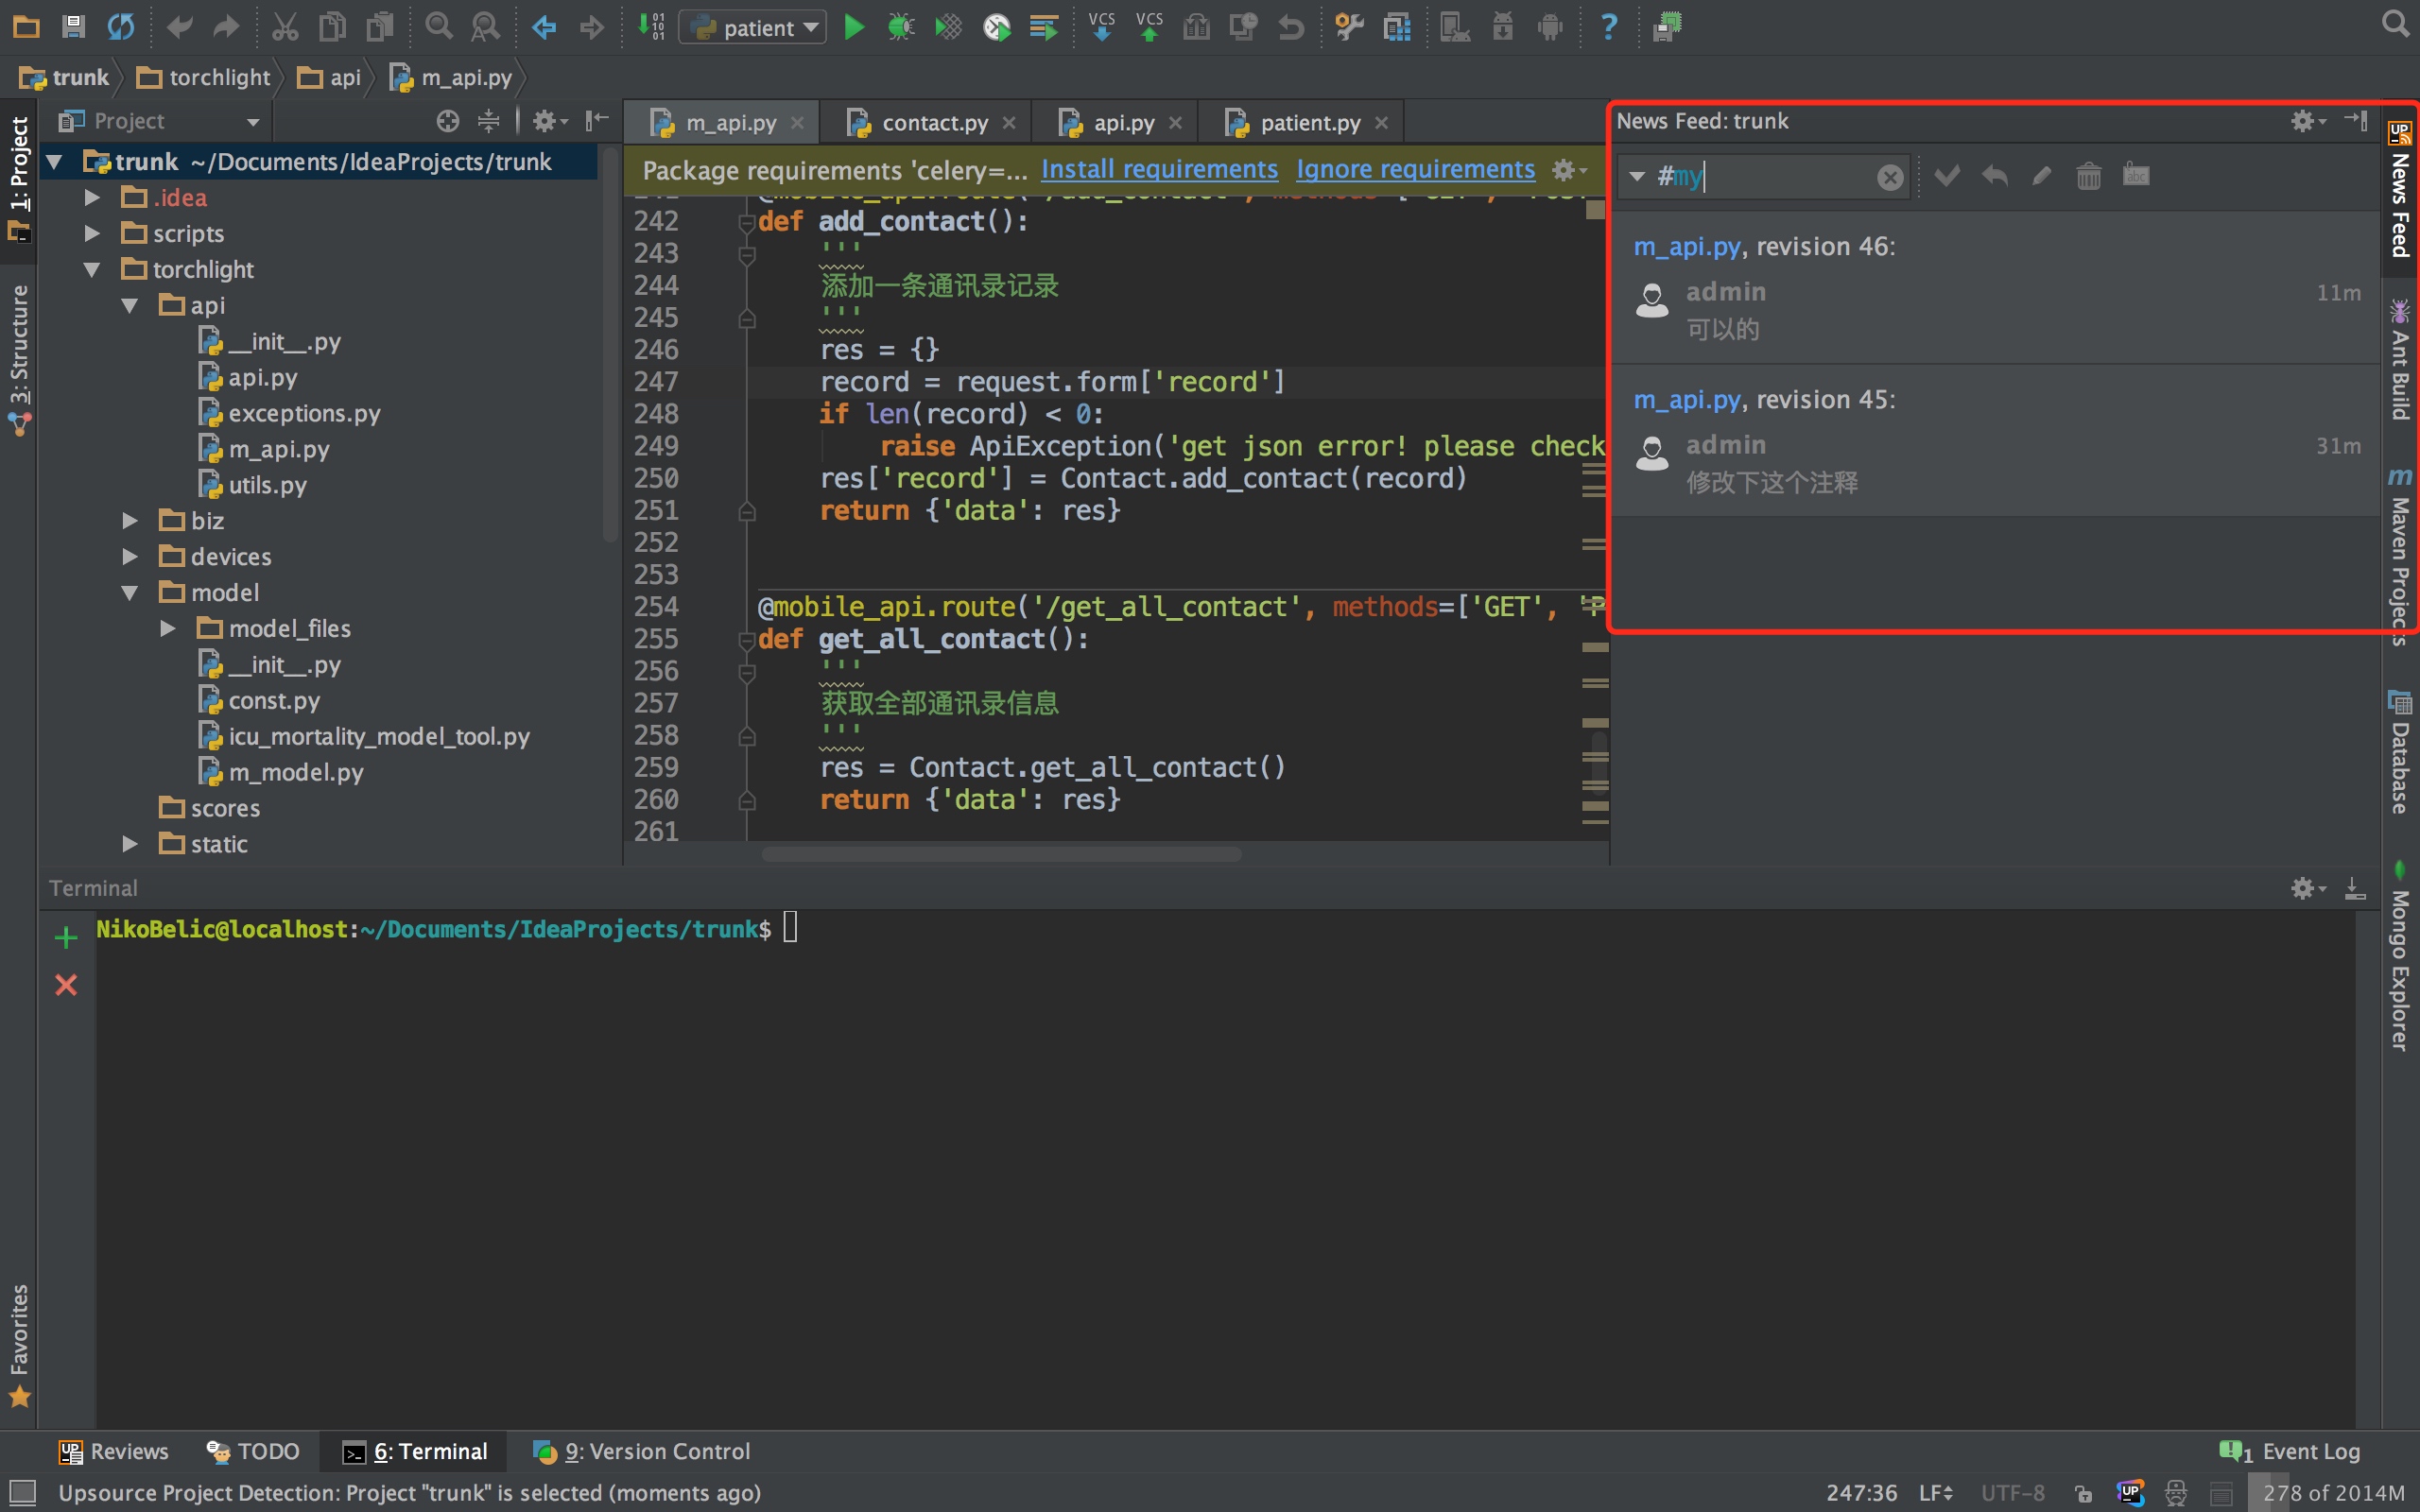 patient
VCS
VCS
trunk
torchlight
api
m_api.py
1: Project
3: Structure
Favorites
Project
trunk ~/Documents/IdeaProjects/trunk
.idea
scripts
torchlight
api
__init__.py
api.py
exceptions.py
m_api.py
utils.py
biz
devices
model
model_files
__init__.py
const.py
icu_mortality_model_tool.py
m_model.py
scores
static
m_api.py
contact.py
api.py
patient.py
Package requirements 'celery=... Install requirements Ignore requirements
242 def add_contact():
243 '''
244 添加一条通讯录记录
245 '''
246 res = {}
247 record = request.form['record']
248 if len(record) < 0:
249 raise ApiException('get json error! please check
250 res['record'] = Contact.add_contact(record)
251 return {'data': res}
252
253
254 @mobile_api.route('/get_all_contact', methods=['GET', 'P
255 def get_all_contact():
256 '''
257 获取全部通讯录信息
258 '''
259 res = Contact.get_all_contact()
260 return {'data': res}
261
News Feed: trunk
#my
m_api.py, revision 46:
admin 11m
可以的
m_api.py, revision 45:
admin 31m
修改下这个注释
News Feed
Ant Build
Maven Projects
Database
Mongo Explorer
Terminal
NikoBelic@localhost:~/Documents/IdeaProjects/trunk$
Reviews
TODO
6: Terminal
9: Version Control
1 Event Log
Upsource Project Detection: Project "trunk" is selected (moments ago)
247:36 LF UTF-8 278 of 2014M